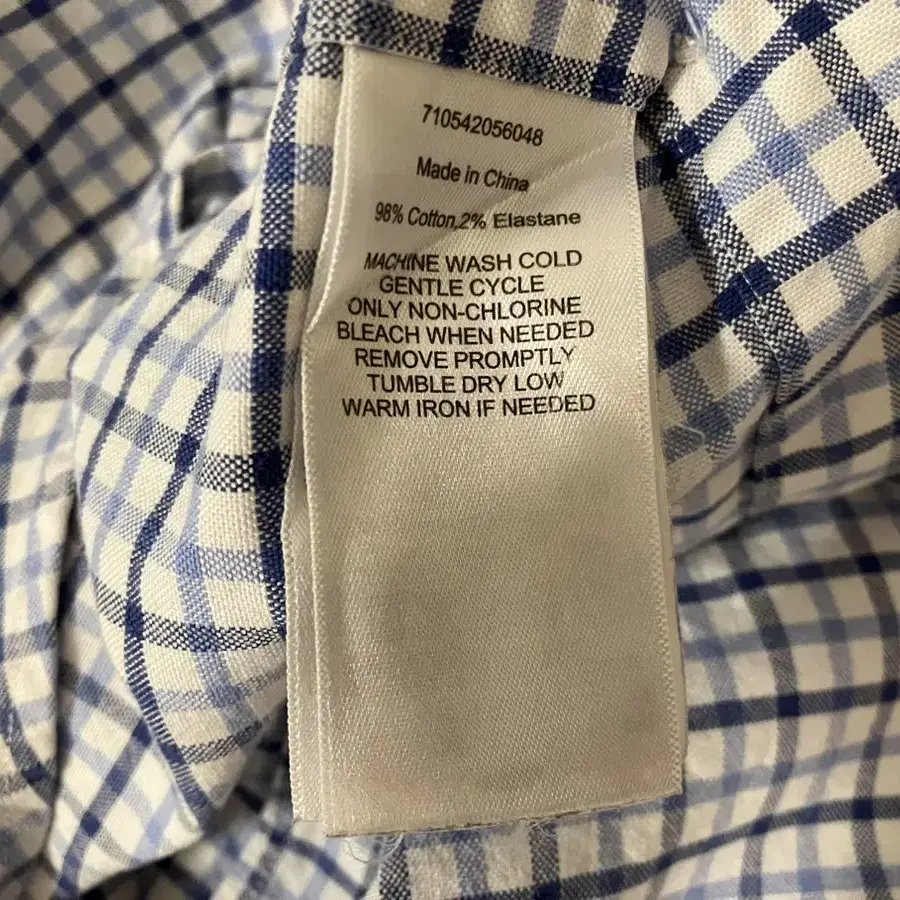 710542056048
Made in China
98% Cotton,2% Elastane
MACHINE WASH COLD
GENTLE CYCLE
ONLY NON-CHLORINE
BLEACH WHEN NEEDED
REMOVE PROMPTLY
TUMBLE DRY LOW
WARM IRON IF NEEDED